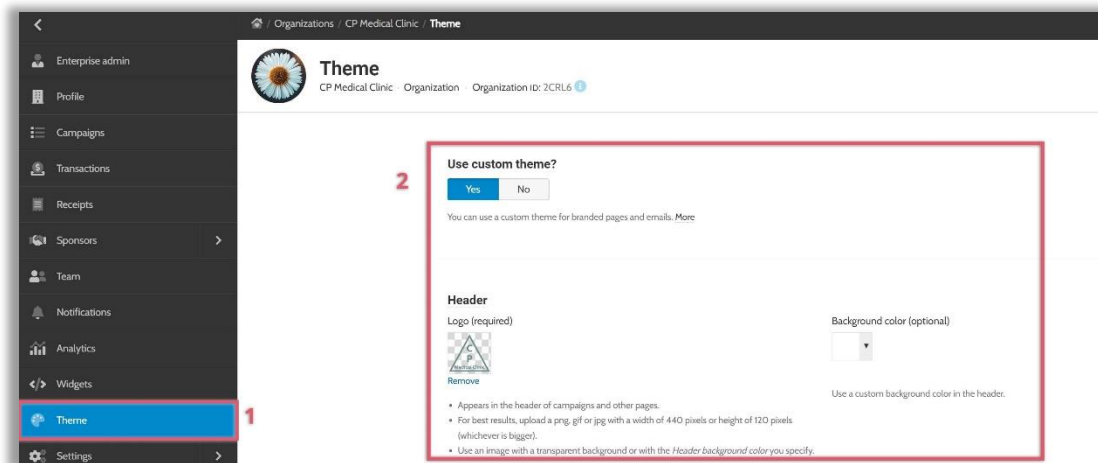 / Organizations / CP Medical Clinic / Theme
Enterprise admin
Profile
Campaigns
Transactions
Receipts
Sponsors
Team
Notifications
Analytics
Widgets
Theme
Settings
1
Theme
CP Medical Clinic - Organization - Organization ID: 2CRL6 i
2
Use custom theme?
Yes No
You can use a custom theme for branded pages and emails. More
Header
Logo (required)
C
P
Medical Clinic
Remove
• Appears in the header of campaigns and other pages.
• For best results, upload a png, gif or jpg with a width of 440 pixels or height of 120 pixels
(whichever is bigger).
• Use an image with a transparent background or with the Header background color you specify.
Background color (optional)
Use a custom background color in the header.